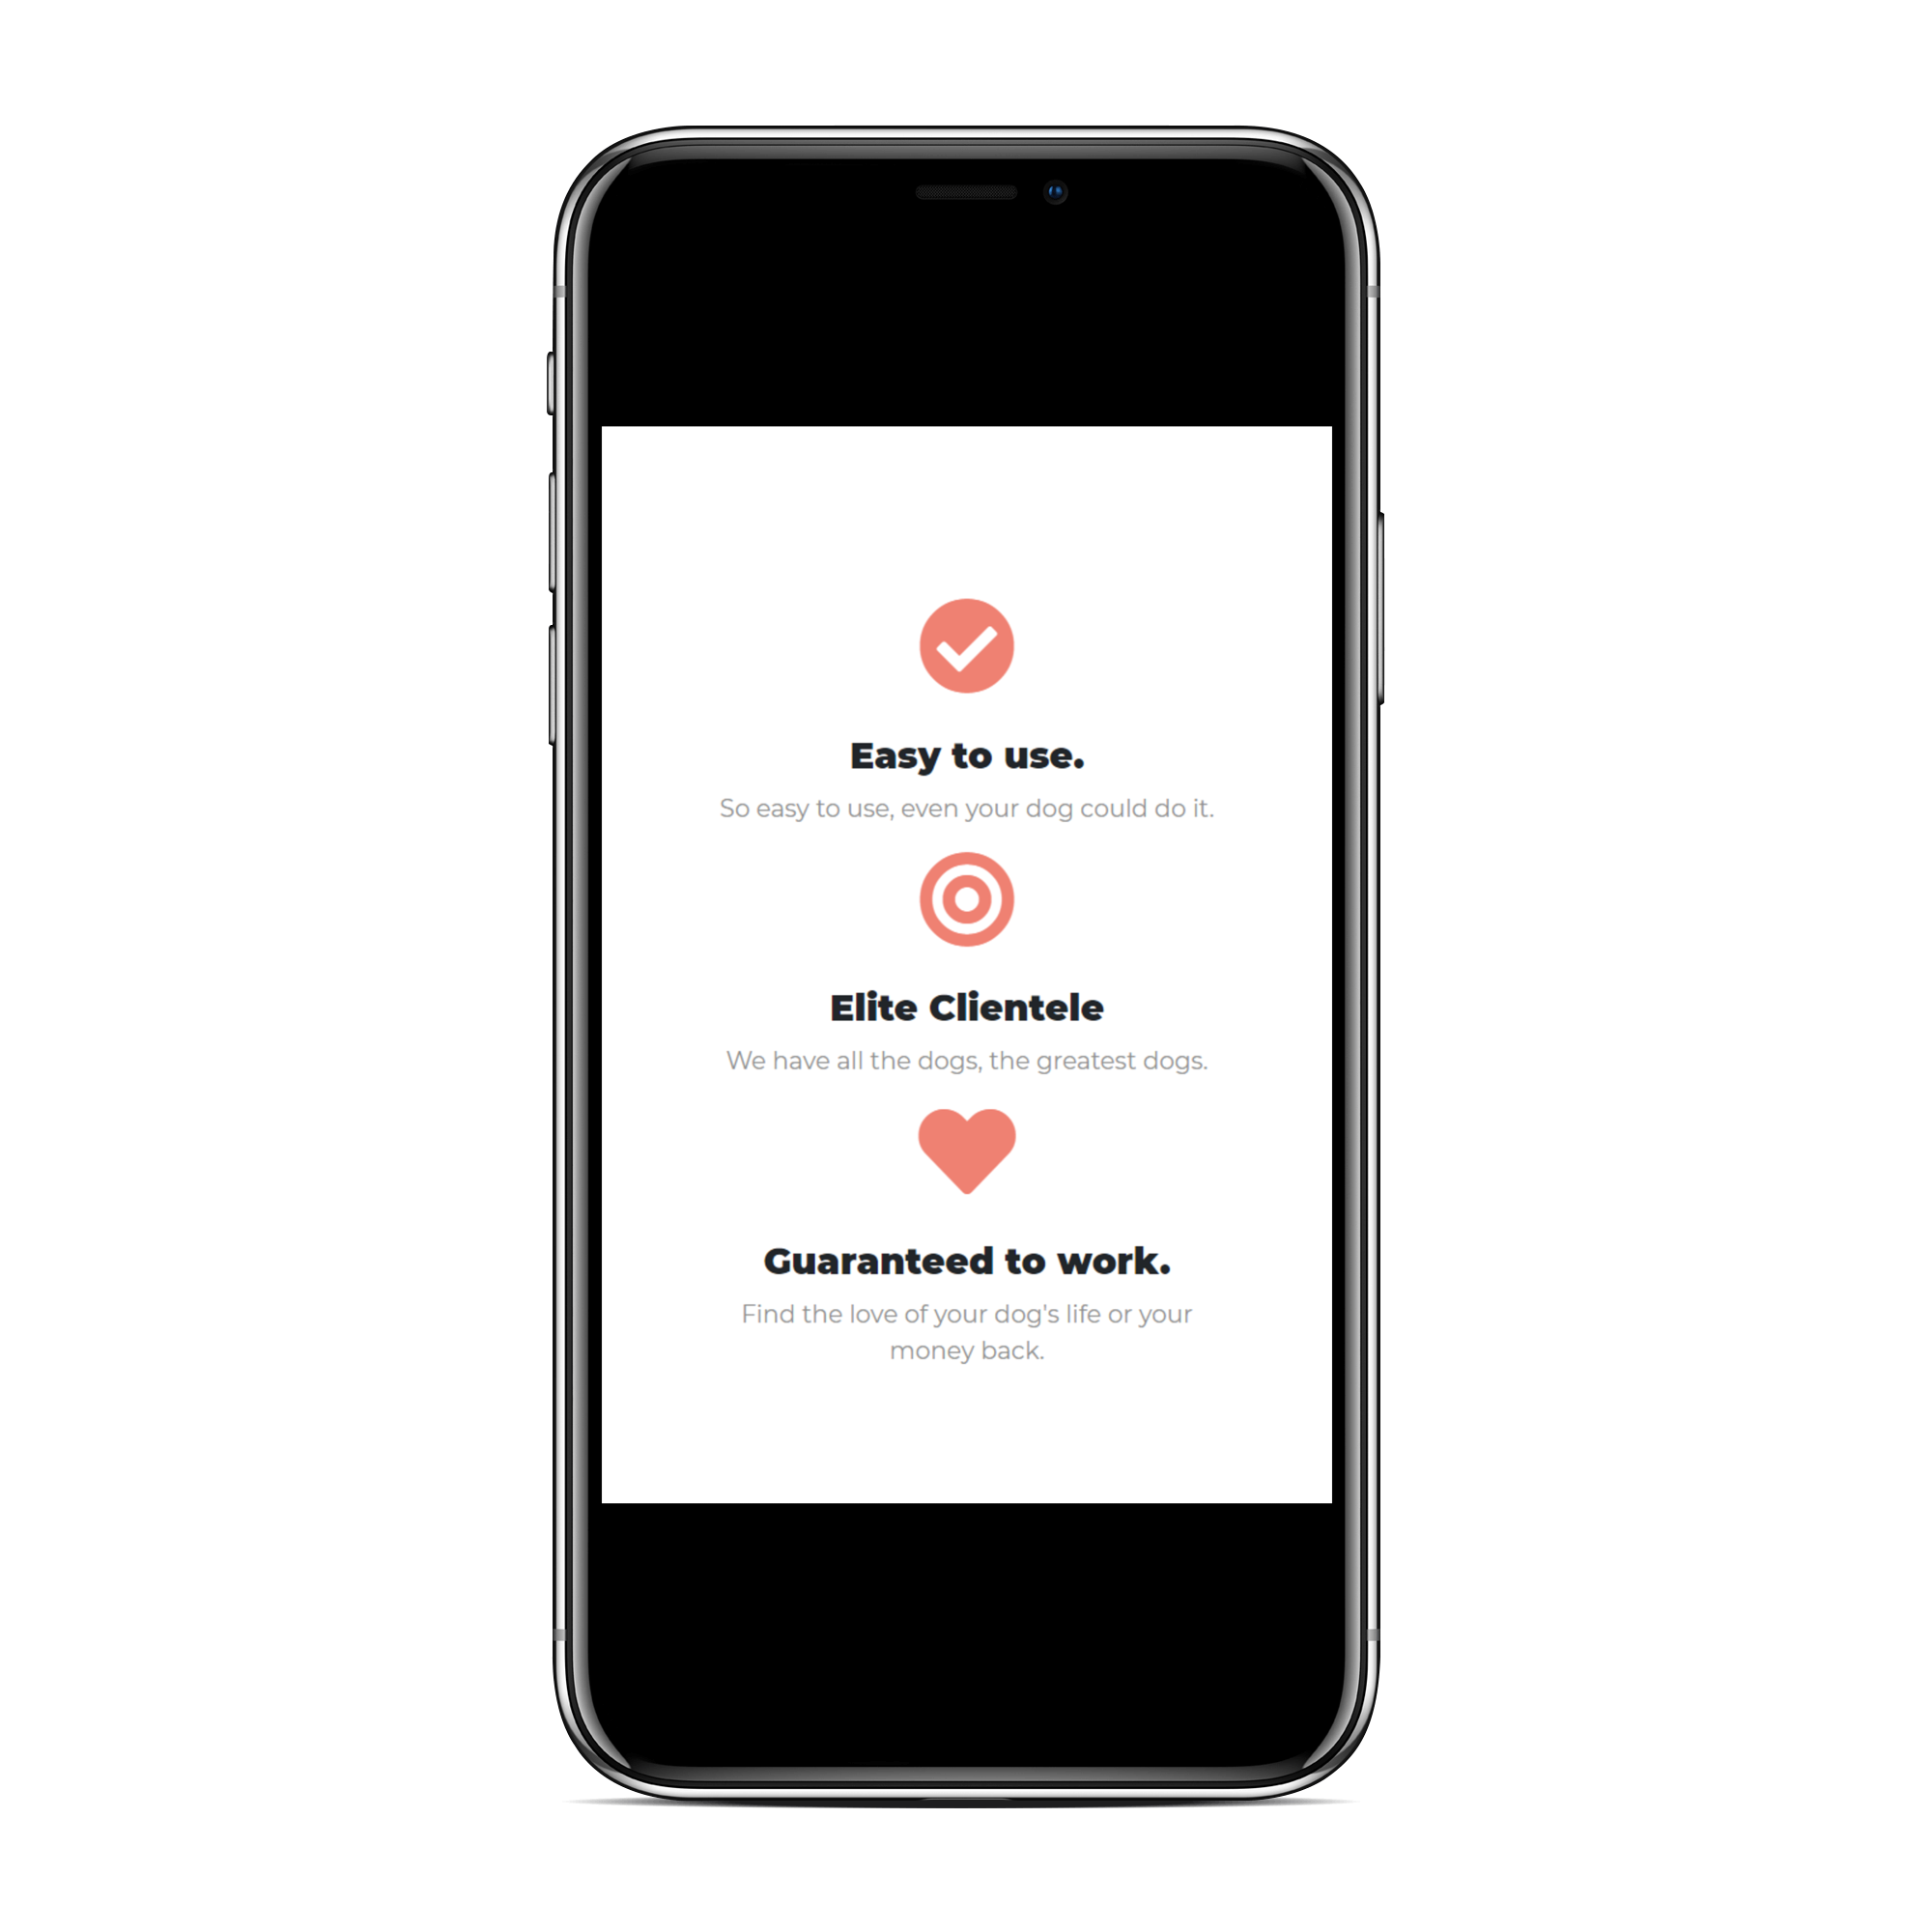 Easy to use.
So easy to use, even your dog could do it.
Elite Clientele
We have all the dogs, the greatest dogs.
Guaranteed to work.
Find the love of your dog's life or your
money back.